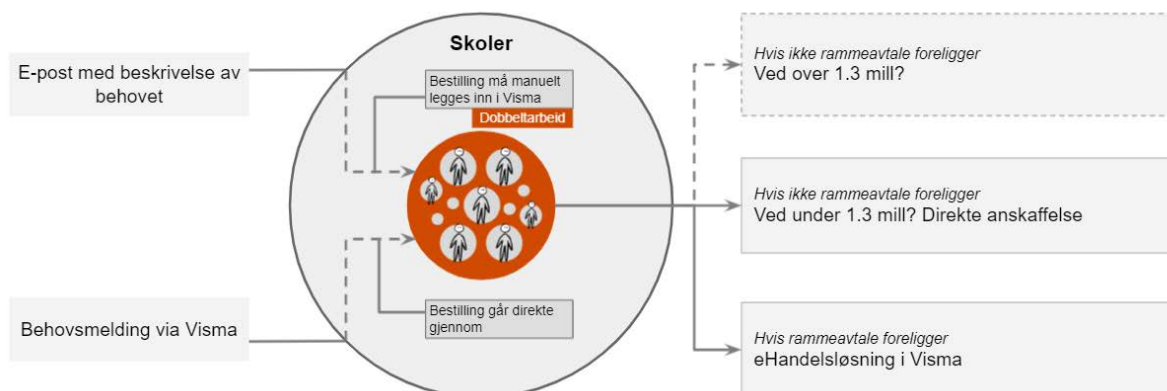 E-post med beskrivelse av
behovet
Behovsmelding via Visma
Skoler
Bestilling må manuelt
legges inn i Visma
Dobbeltarbeid
Bestilling går direkte
gjennom
Hvis ikke rammeavtale foreligger
Ved over 1.3 mill?
Hvis ikke rammeavtale foreligger
Ved under 1.3 mill? Direkte anskaffelse
Hvis rammeavtale foreligger
eHandelsløsning i Visma